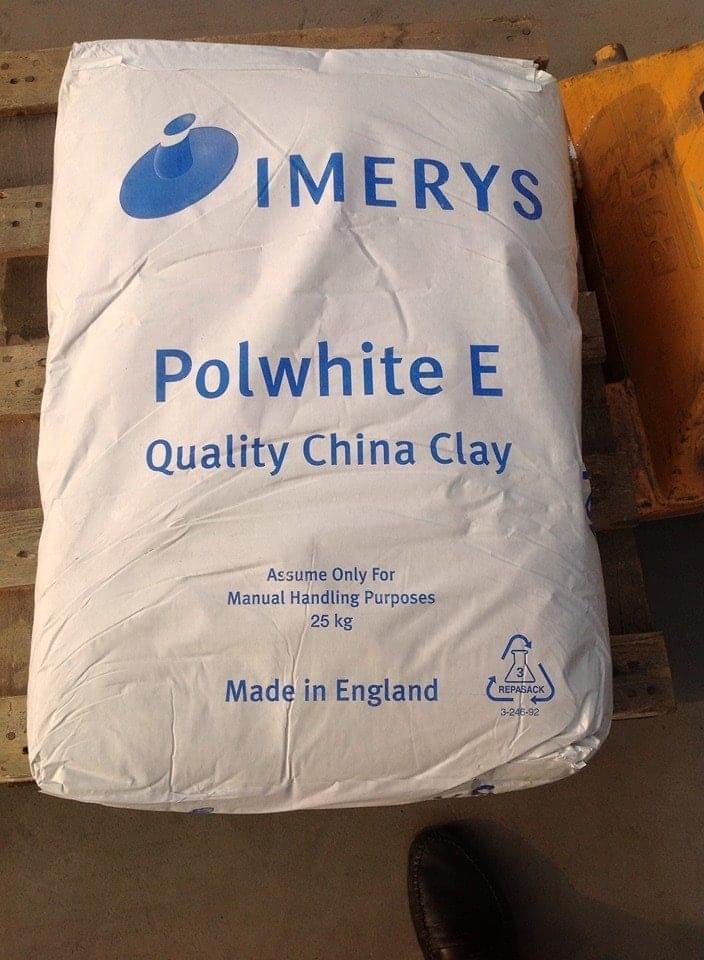 IMERYS
Polwhite E
Quality China Clay
Assume Only For
Manual Handling Purposes
25 kg
Made in England
3
REPASACK
3-246-92